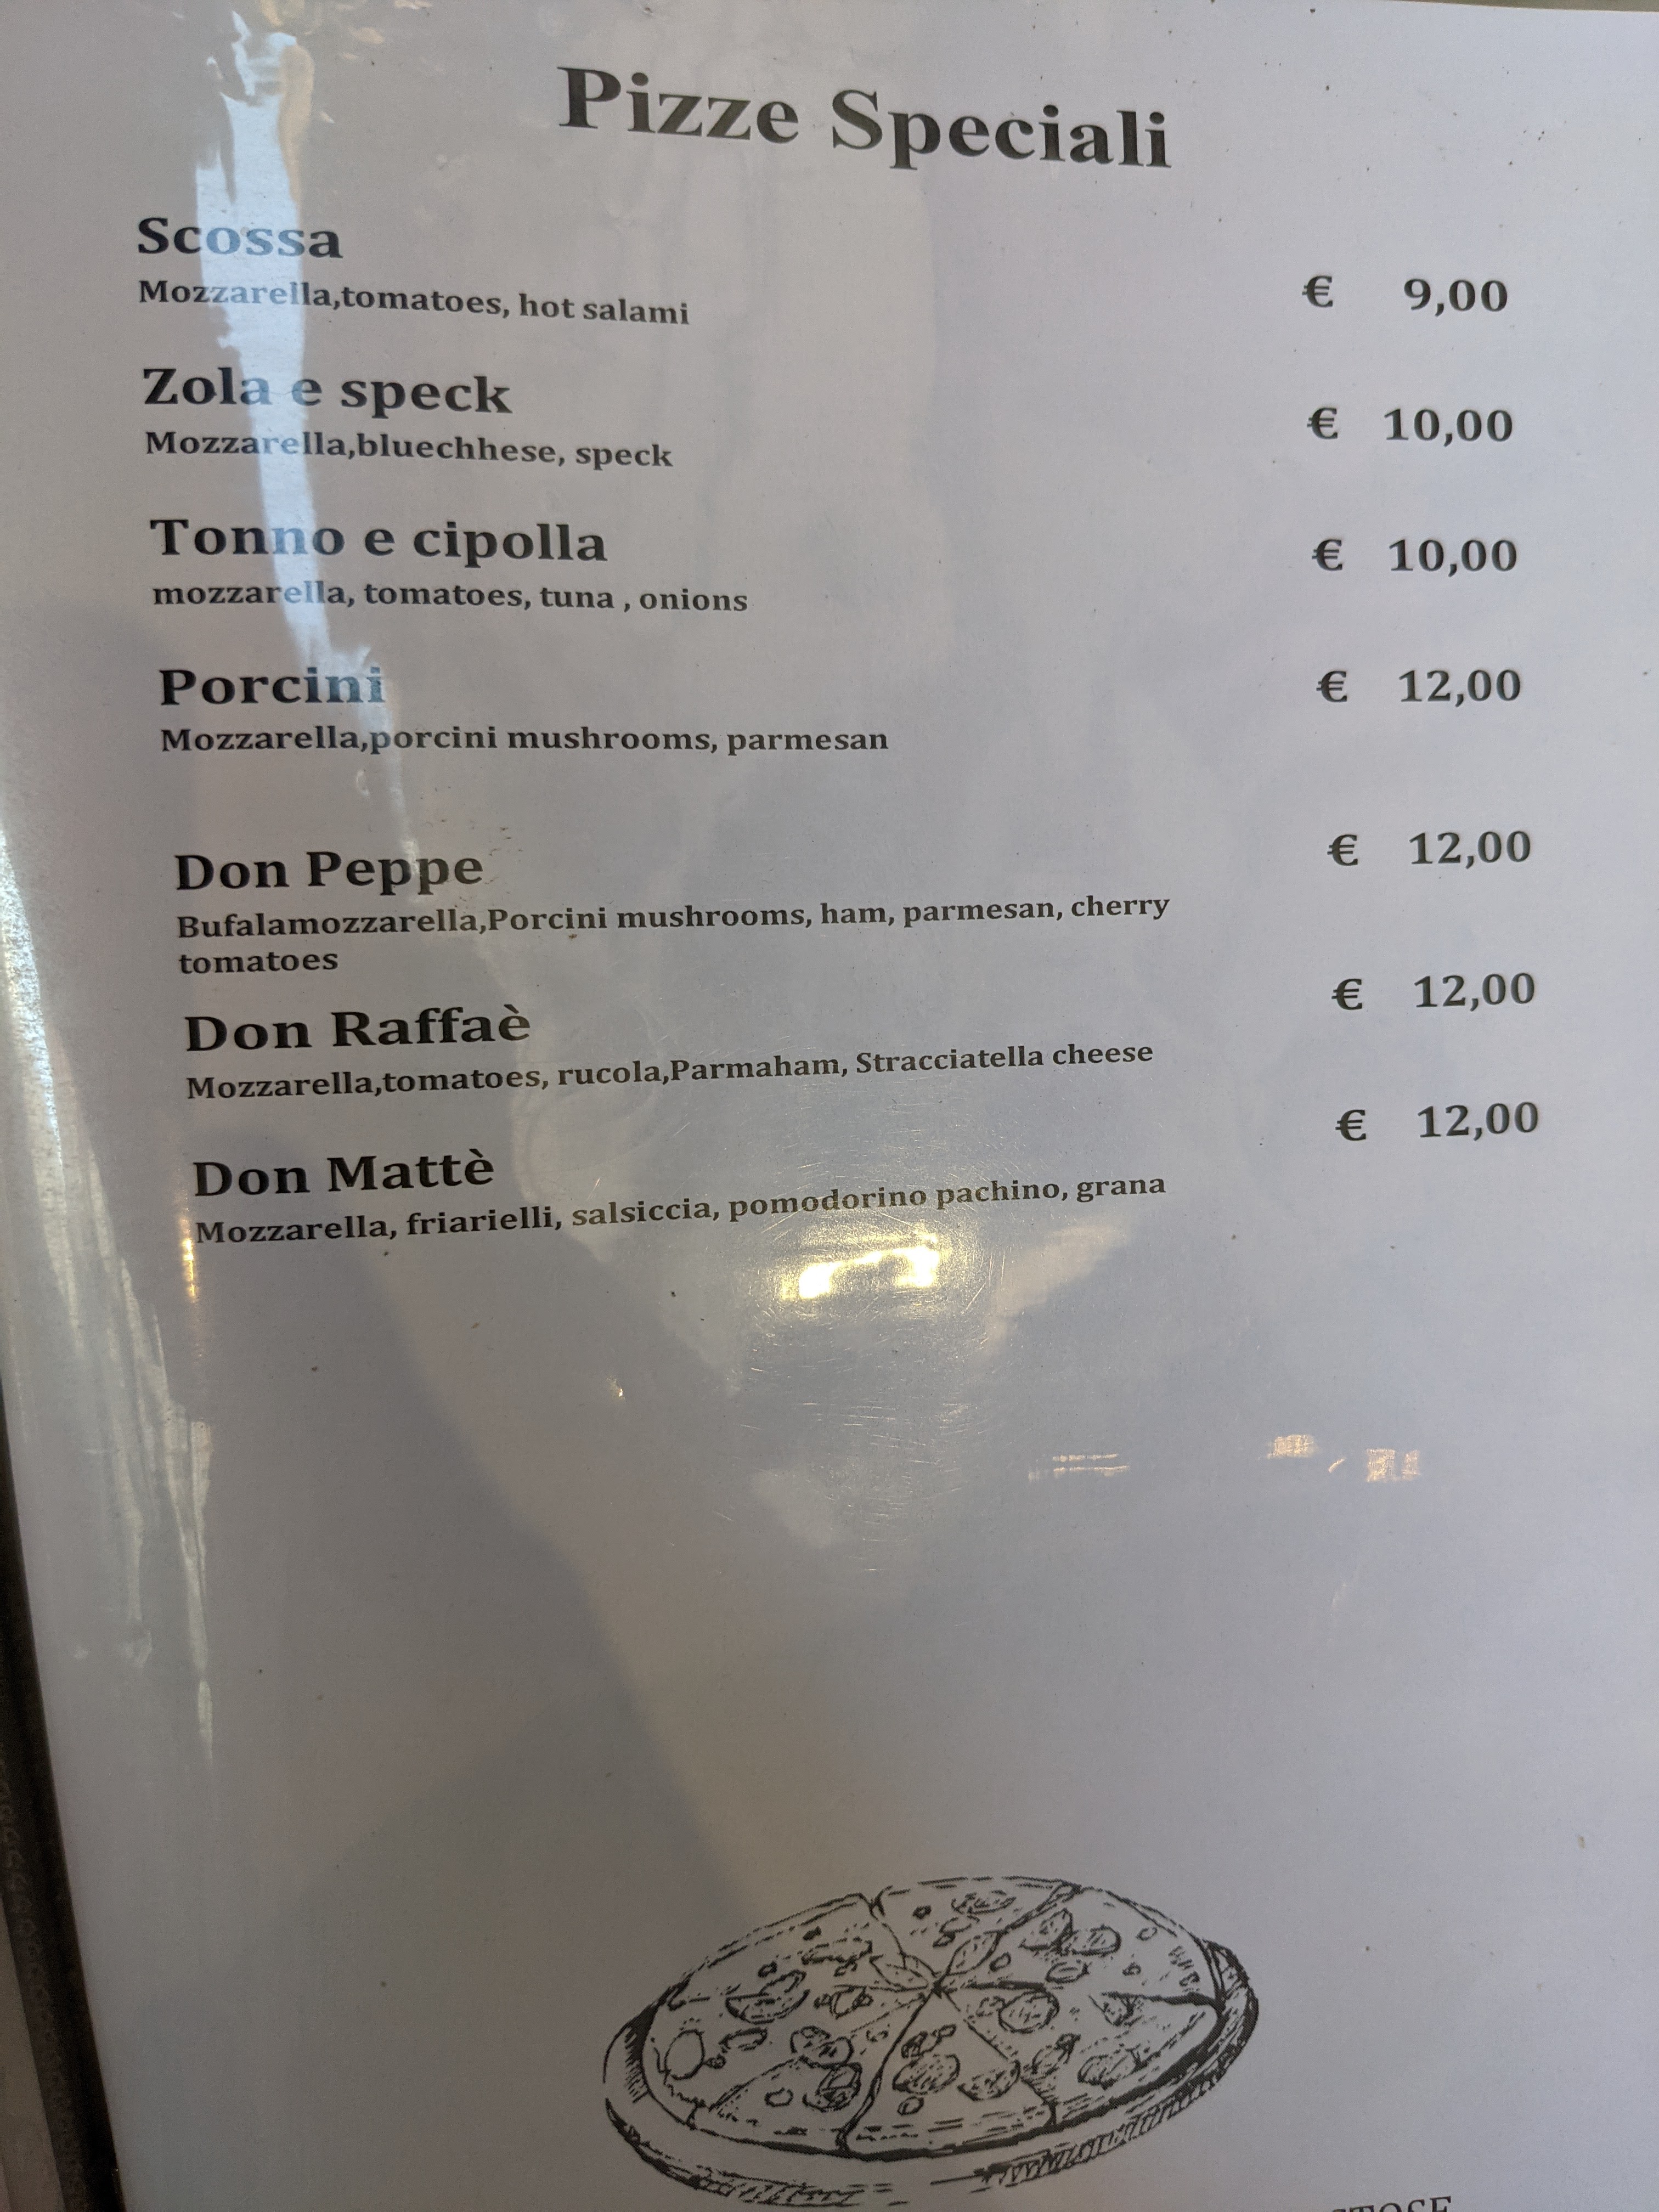 Pizze Speciali
Scossa
Mozzarella,tomatoes, hot salami € 9,00
Zola e speck € 10,00
Mozzarella,bluechhese, speck
Tonno e cipolla € 10,00
mozzarella, tomatoes, tuna , onions
Porcini € 12,00
Mozzarella,porcini mushrooms, parmesan
Don Peppe € 12,00
Bufalamozzarella,Porcini mushrooms, ham, parmesan, cherry
tomatoes
Don Raffaè € 12,00
Mozzarella,tomatoes, rucola,Parmaham, Stracciatella cheese
Don Mattè € 12,00
Mozzarella, friarielli, salsiccia, pomodorino pachino, grana